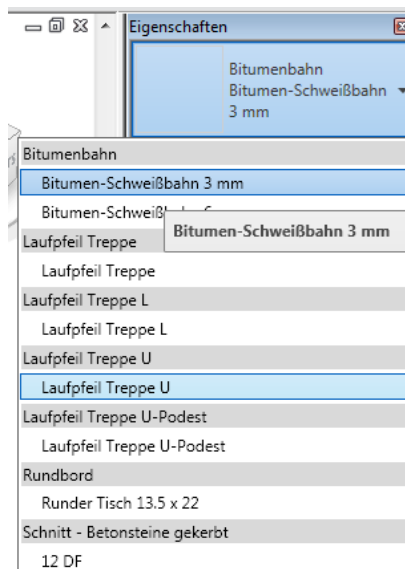 Eigenschaften
Bitumenbahn
Bitumen-Schweißbahn
3 mm
Bitumenbahn
Bitumen-Schweißbahn 3 mm
Bitumen-Schweiß
Bitumen-Schweißbahn 3 mm
Laufpfeil Treppe
Laufpfeil Treppe
Laufpfeil Treppe L
Laufpfeil Treppe L
Laufpfeil Treppe U
Laufpfeil Treppe U
Laufpfeil Treppe U-Podest
Laufpfeil Treppe U-Podest
Rundbord
Runder Tisch 13.5 x 22
Schnitt - Betonsteine gekerbt
12 DF